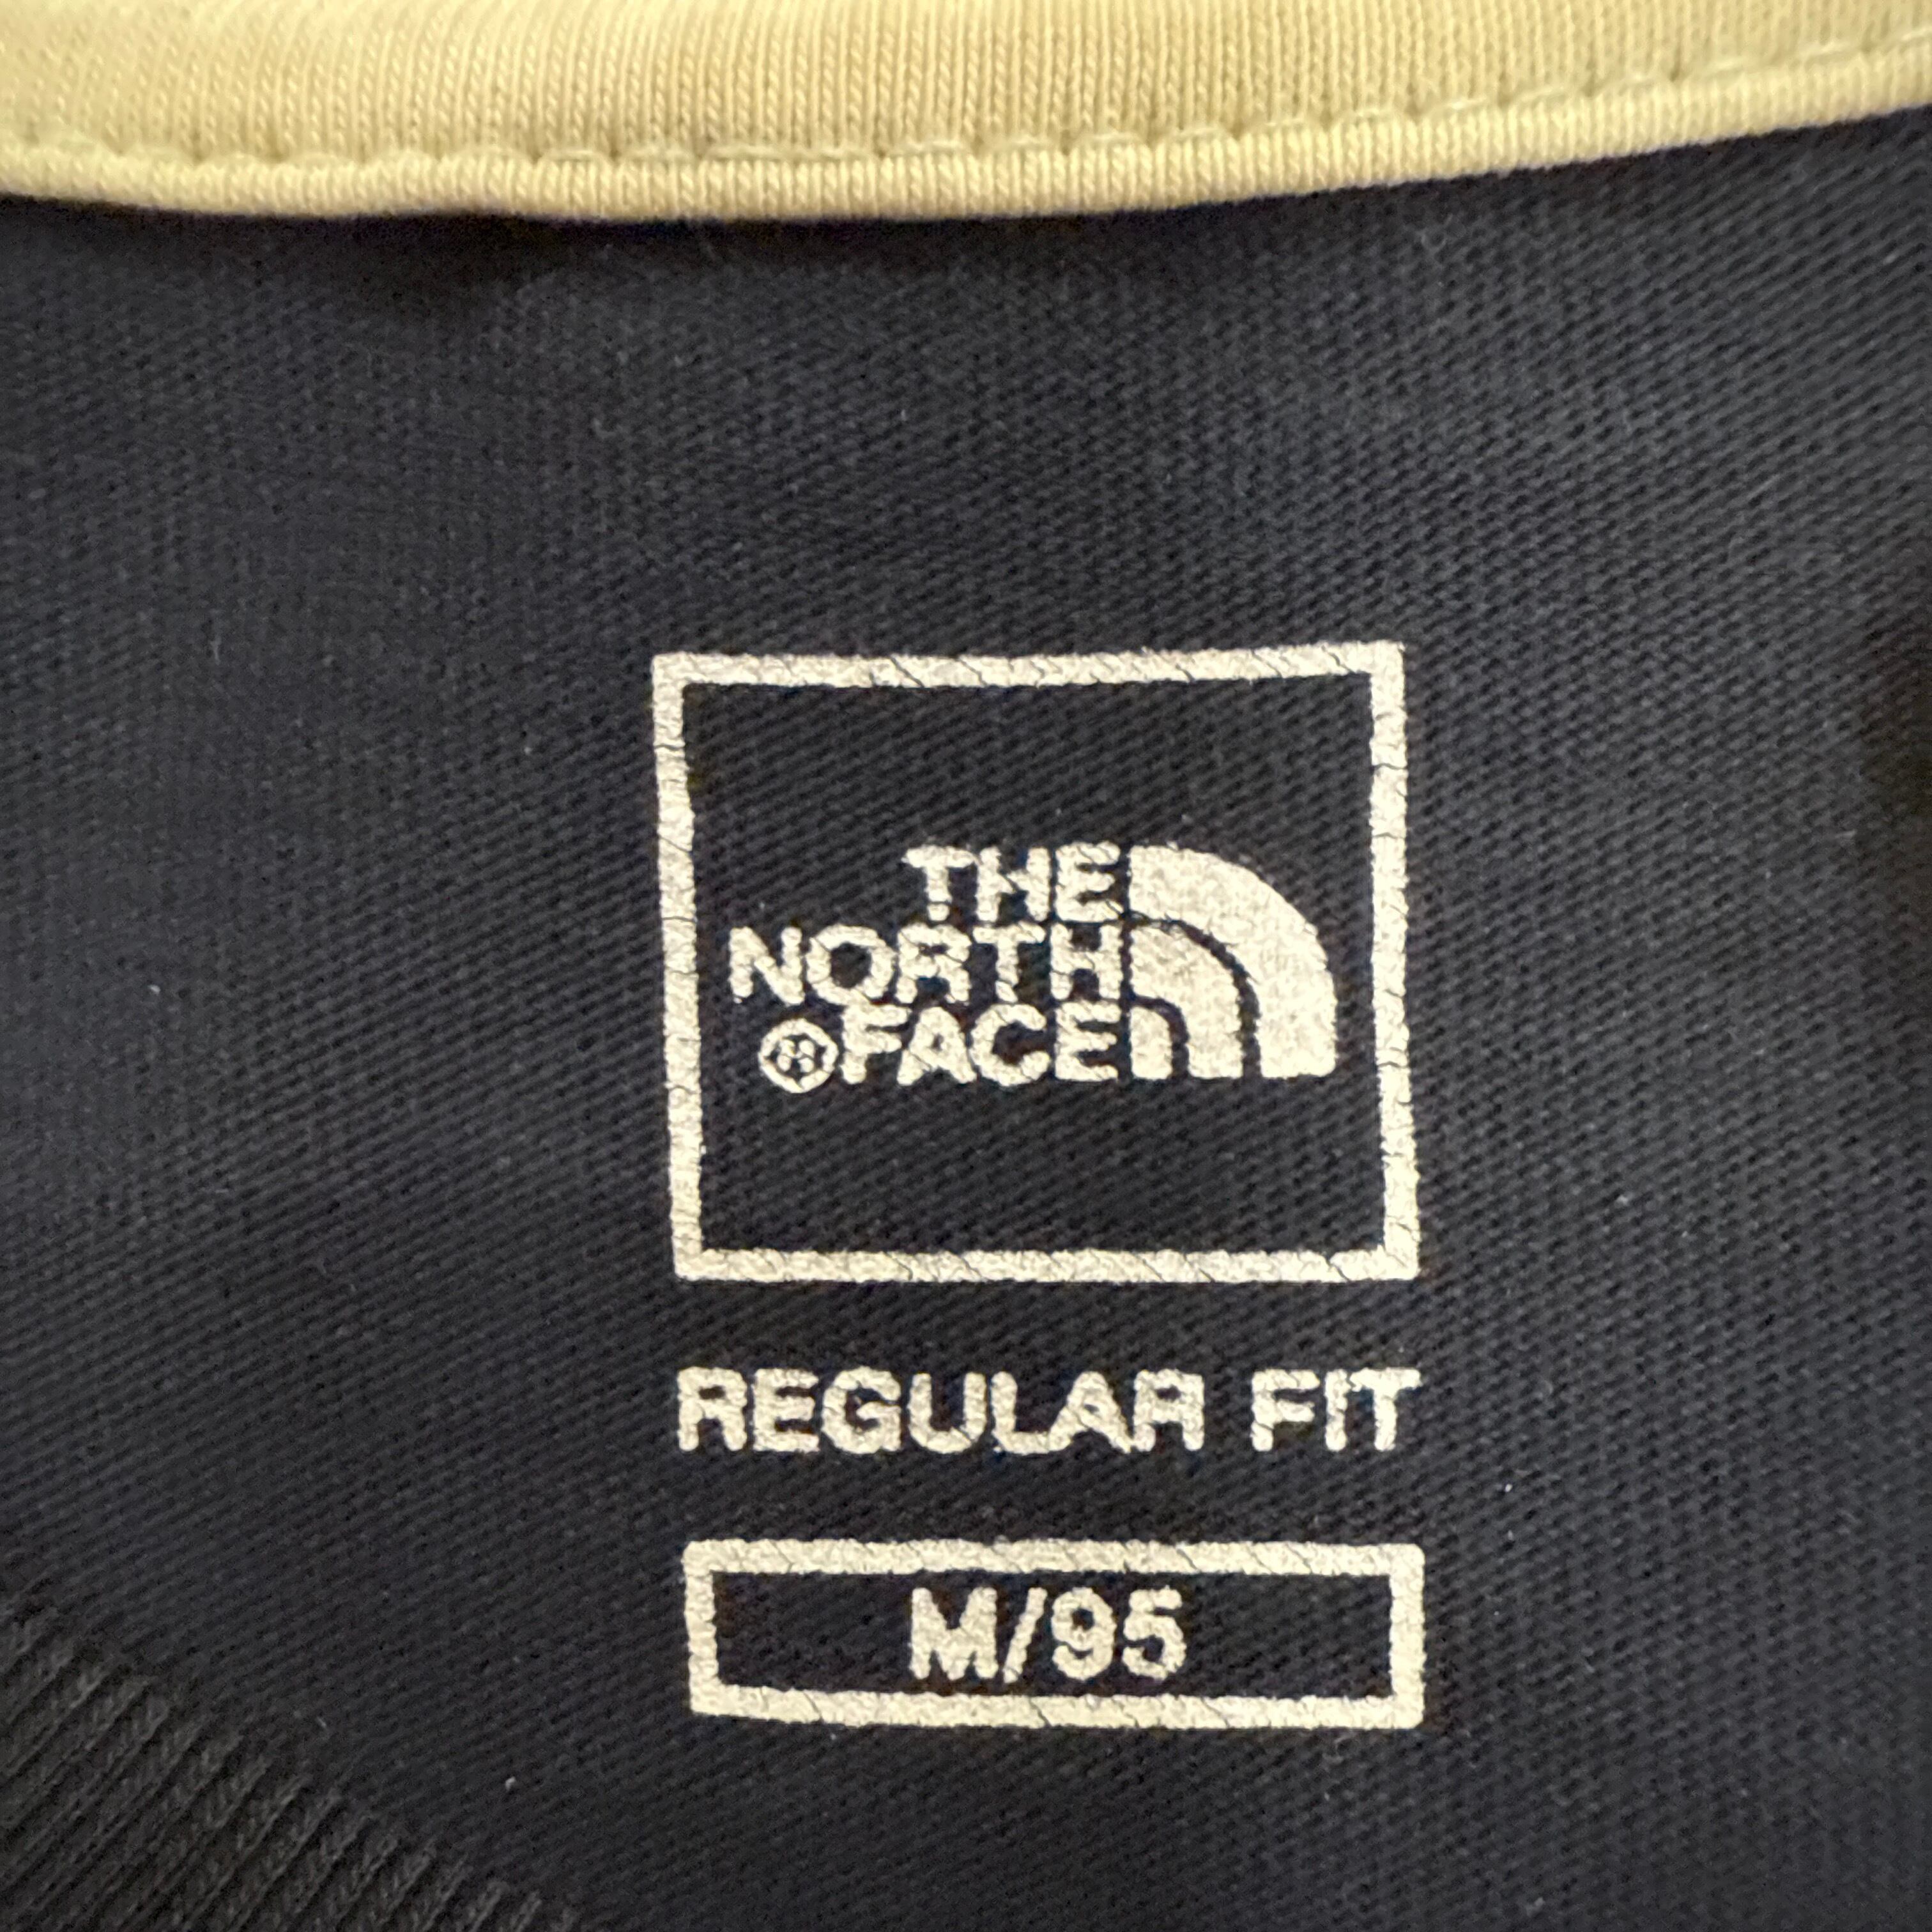 THE
NORTH
®FACE
REGULAR FIT
M/95